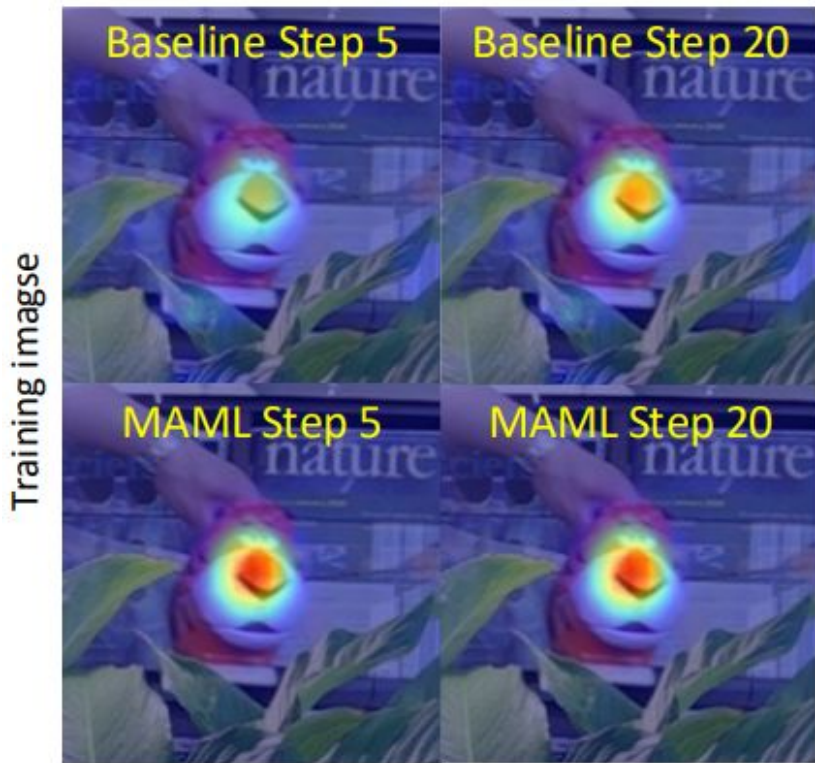 Baseline Step 5
Baseline Step 20
nature
nature
Training imagse
MAML Step 5
MAML Step 20
nature
nature